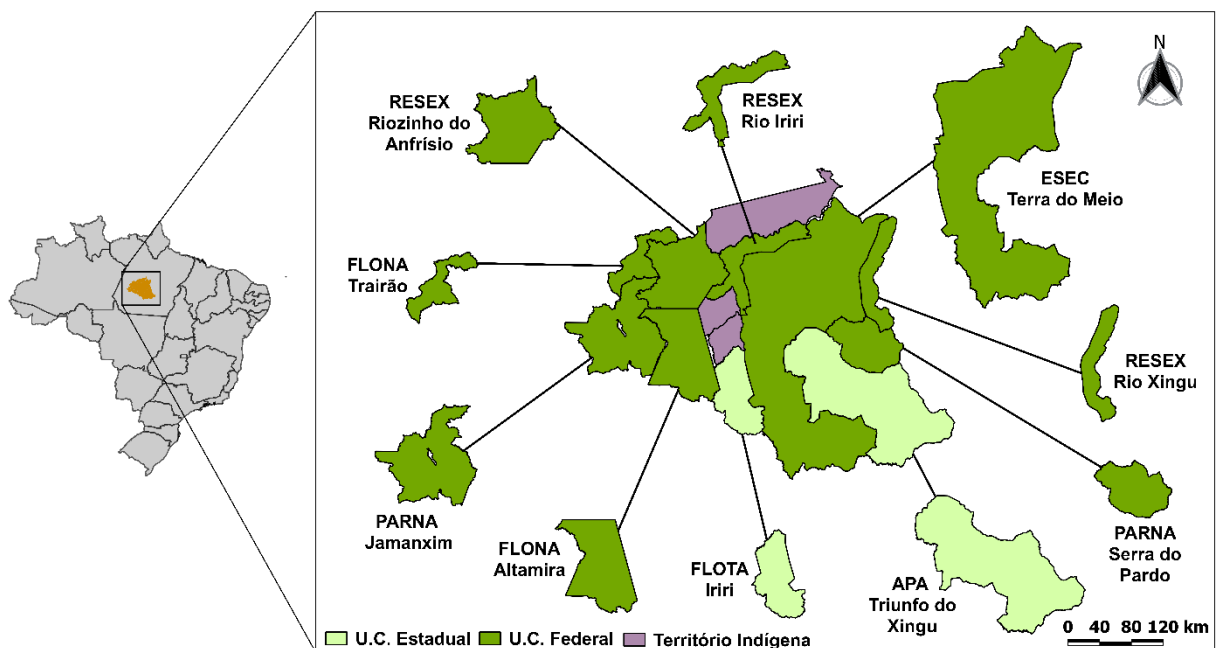 N
RESEX
Riozinho do
Anfrísio
RESEX
Rio Iriri
ESEC
Terra do Meio
FLONA
Trairão
RESEX
Rio Xingu
PARNA
Jamanxim
FLONA
Altamira
FLOTA
Iriri
APA
Triunfo do
Xingu
PARNA
Serra do
Pardo
U.C. Estadual U.C. Federal Território Indígena
0 40 80 120 km